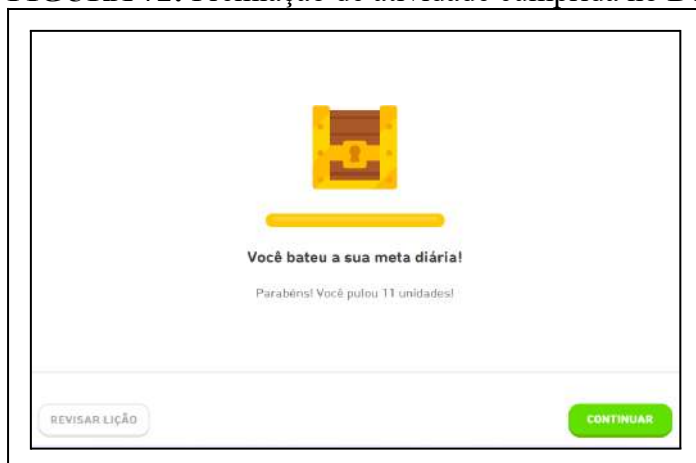 Você bateu a sua meta diária!
Parabéns! Você pulou 11 unidades!
REVISAR LIÇÃO
CONTINUAR